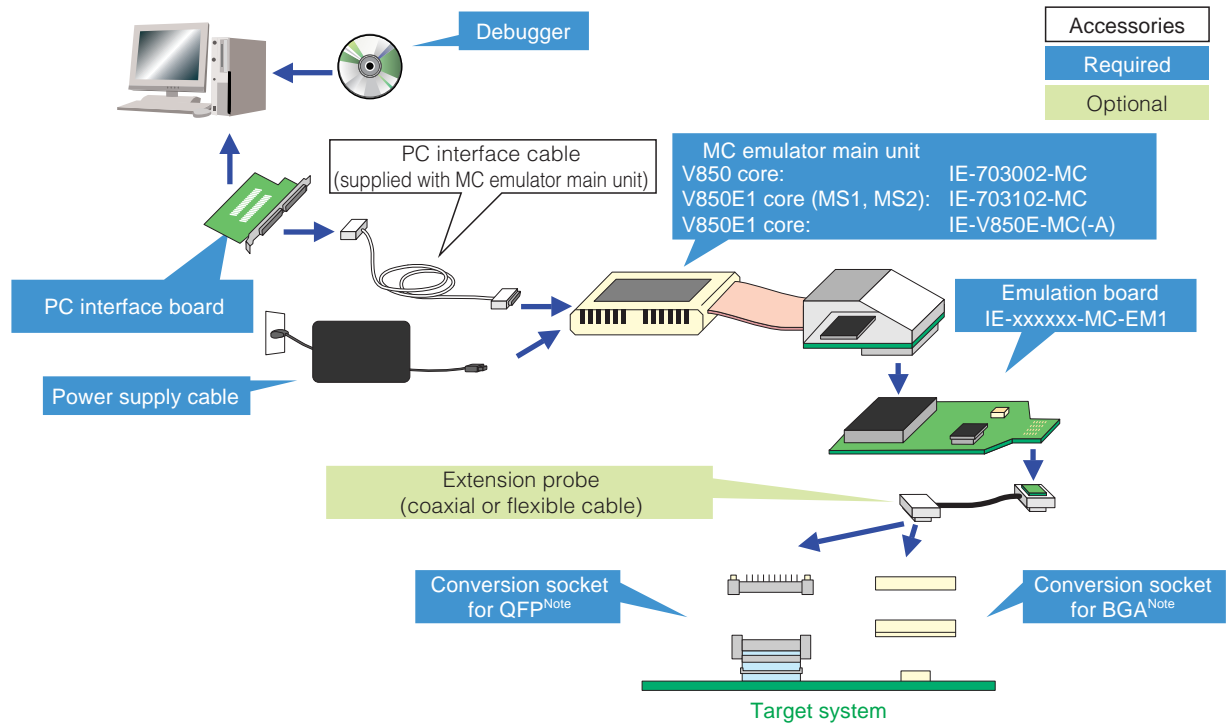 Debugger
Accessories
Required
Optional
PC interface cable
(supplied with MC emulator main unit)
MC emulator main unit
V850 core: IE-703002-MC
V850E1 core (MS1, MS2): IE-703102-MC
V850E1 core: IE-V850E-MC(-A)
PC interface board
Emulation board
IE-xxxxxx-MC-EM1
Power supply cable
Extension probe
(coaxial or flexible cable)
Conversion socket
for QFPNote
Conversion socket
for BGANote
Target system